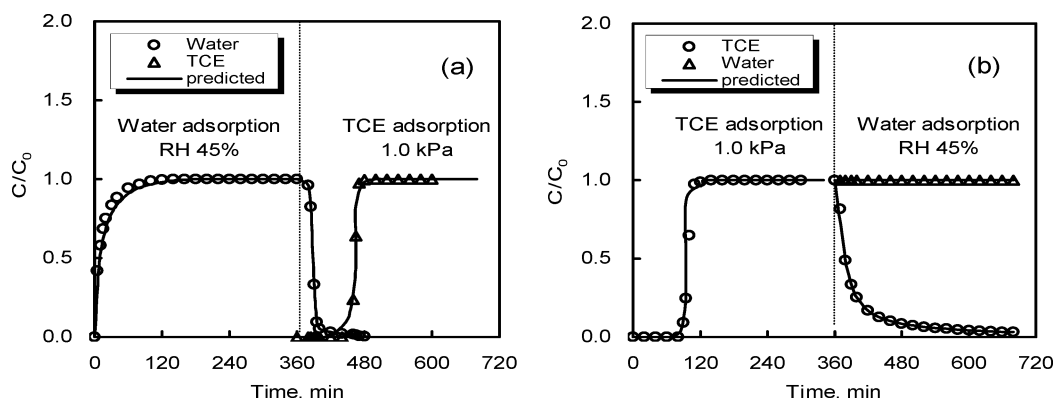 2.0
1.5
1.0
0.5
0.0
C/C0
Water
TCE
predicted
(a)
Water adsorption
RH 45%
TCE adsorption
1.0 kPa
0 120 240 360 480 600 720
Time, min
2.0
1.5
1.0
0.5
0.0
C/C0
TCE
Water
predicted
(b)
TCE adsorption
1.0 kPa
Water adsorption
RH 45%
0 120 240 360 480 600 720
Time, min